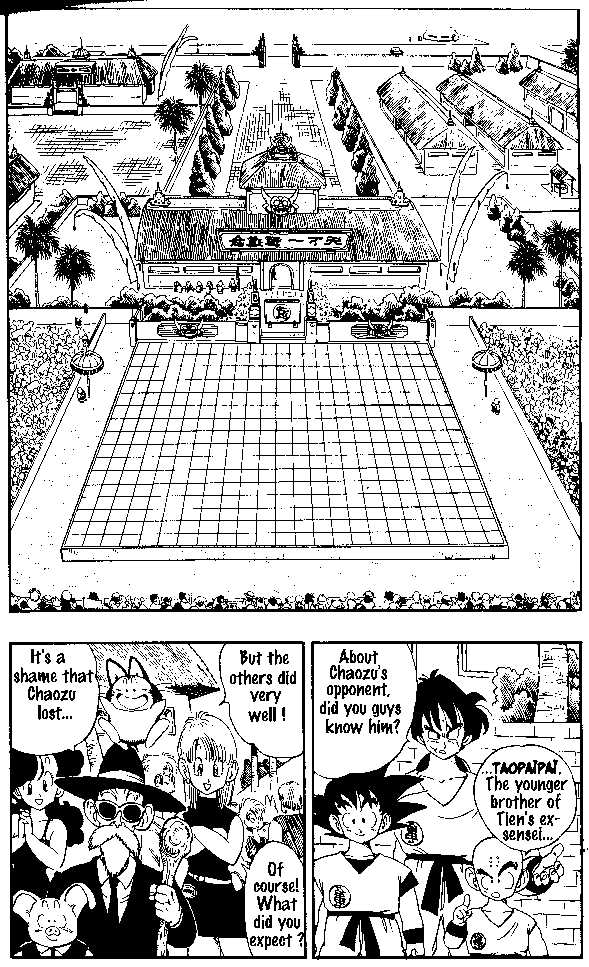 It's a
shame that
Chaozu
lost...
But the
others did
very
well !
Of
course!
What
did you
expect ?
About
Chaozu's
opponent,
did you guys
know him?
...TAOPAIPAI.
The younger
brother of
Tien's ex-
sensei...